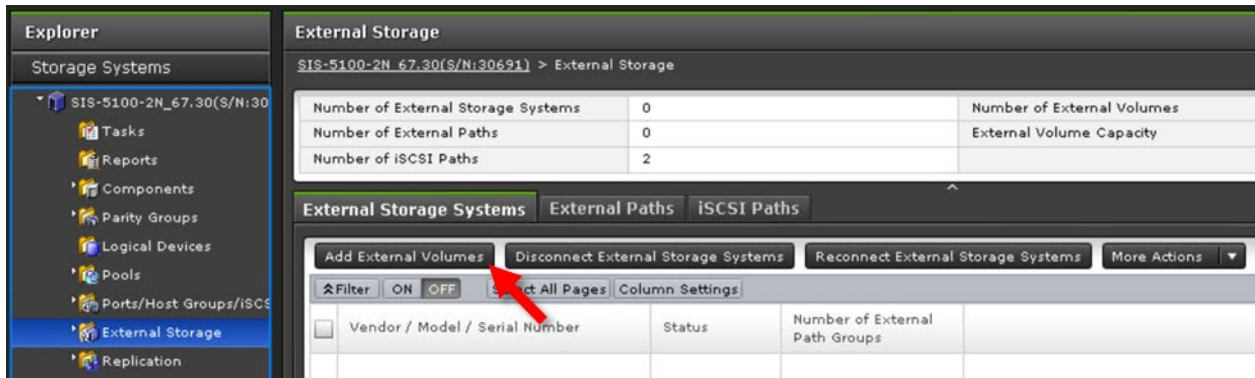 Explorer
Storage Systems
SIS-5100-2N_67.30(S/N:30
Tasks
Reports
Components
Parity Groups
Logical Devices
Pools
Ports/Host Groups/iSCS
External Storage
Replication
External Storage
SIS-5100-2N_67.30(S/N:30691) > External Storage
Number of External Storage Systems 0 Number of External Volumes
Number of External Paths 0 External Volume Capacity
Number of iSCSI Paths 2
External Storage Systems External Paths iSCSI Paths
Add External Volumes Disconnect External Storage Systems Reconnect External Storage Systems More Actions
Filter ON OFF Select All Pages Column Settings
Vendor / Model / Serial Number Status Number of External
Path Groups